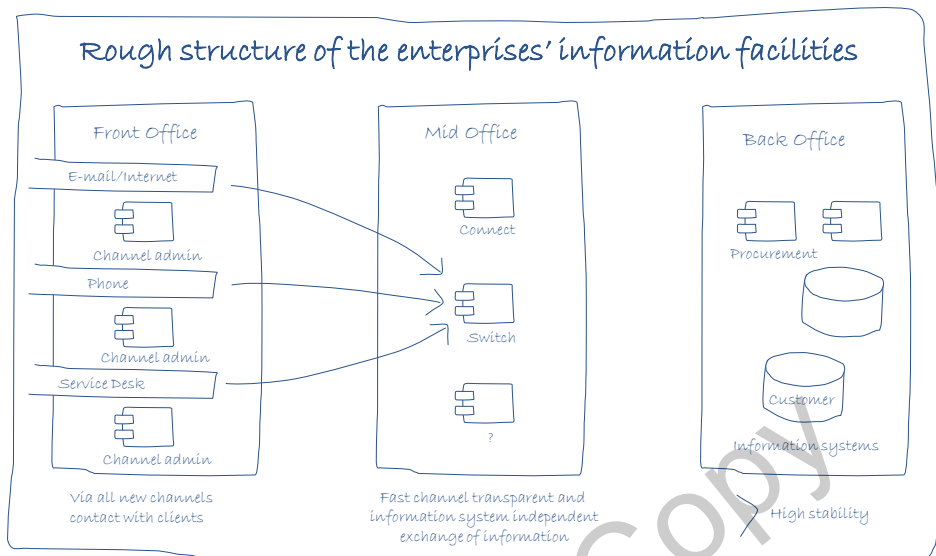 Rough structure of the enterprises' information facilities
Front Office
E-mail/Internet
Channel admin
Phone
Channel admin
Service Desk
Channel admin
Via all new channels
contact with clients
Mid Office
Connect
Switch
?
Fast channel transparent and
information system independent
exchange of information
Back Office
Procurement
Customer
Information systems
High stability
Copy